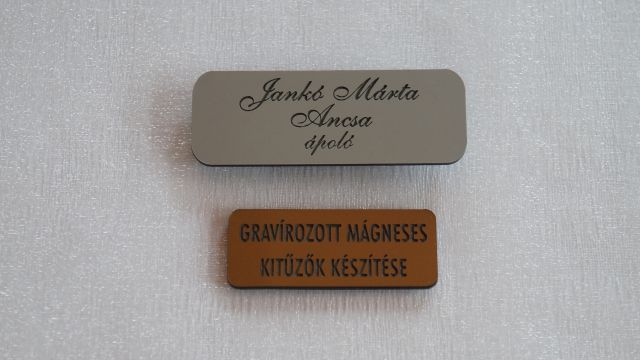 Jankó Márta
Ancsa
ápoló
GRAVÍROZOTT MÁGNESES
KITŰZŐK KÉSZÍTÉSE